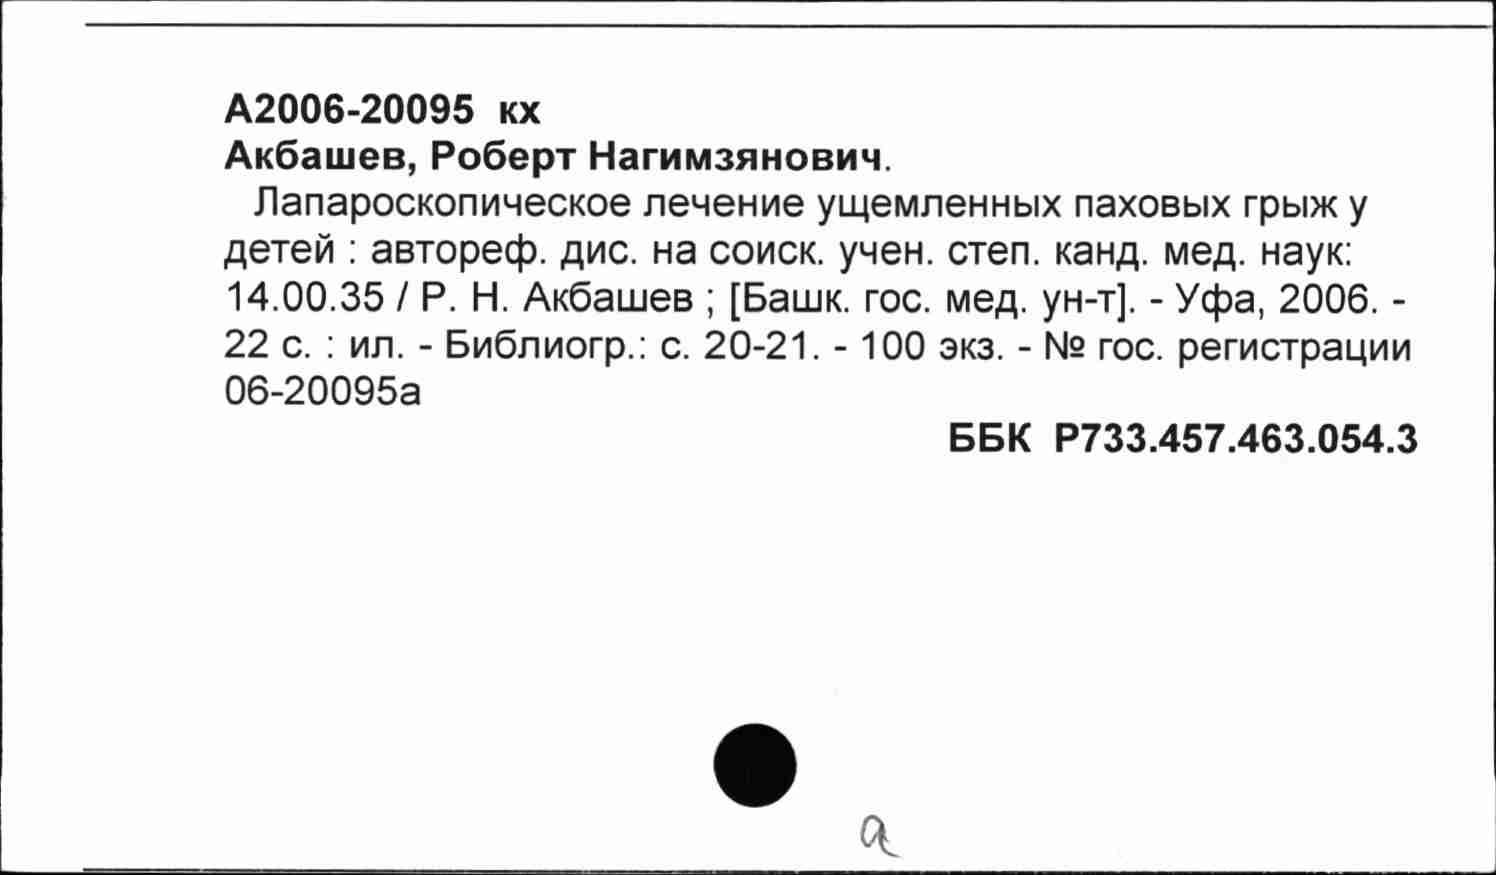 А2006-20095 кх
Акбашев, Роберт Нагимзянович.
Лапароскопическое лечение ущемленных паховых грыж у
детей : автореф. дис. на соиск. учен. степ. канд. мед. наук:
14.00.35 / Р. Н. Акбашев ; [Башк. гос. мед. ун-т]. - Уфа, 2006. -
22 с. : ил. - Библиогр.: с. 20-21. - 100 экз. - № гос. регистрации
06-20095а
ББК Р733.457.463.054.3
а